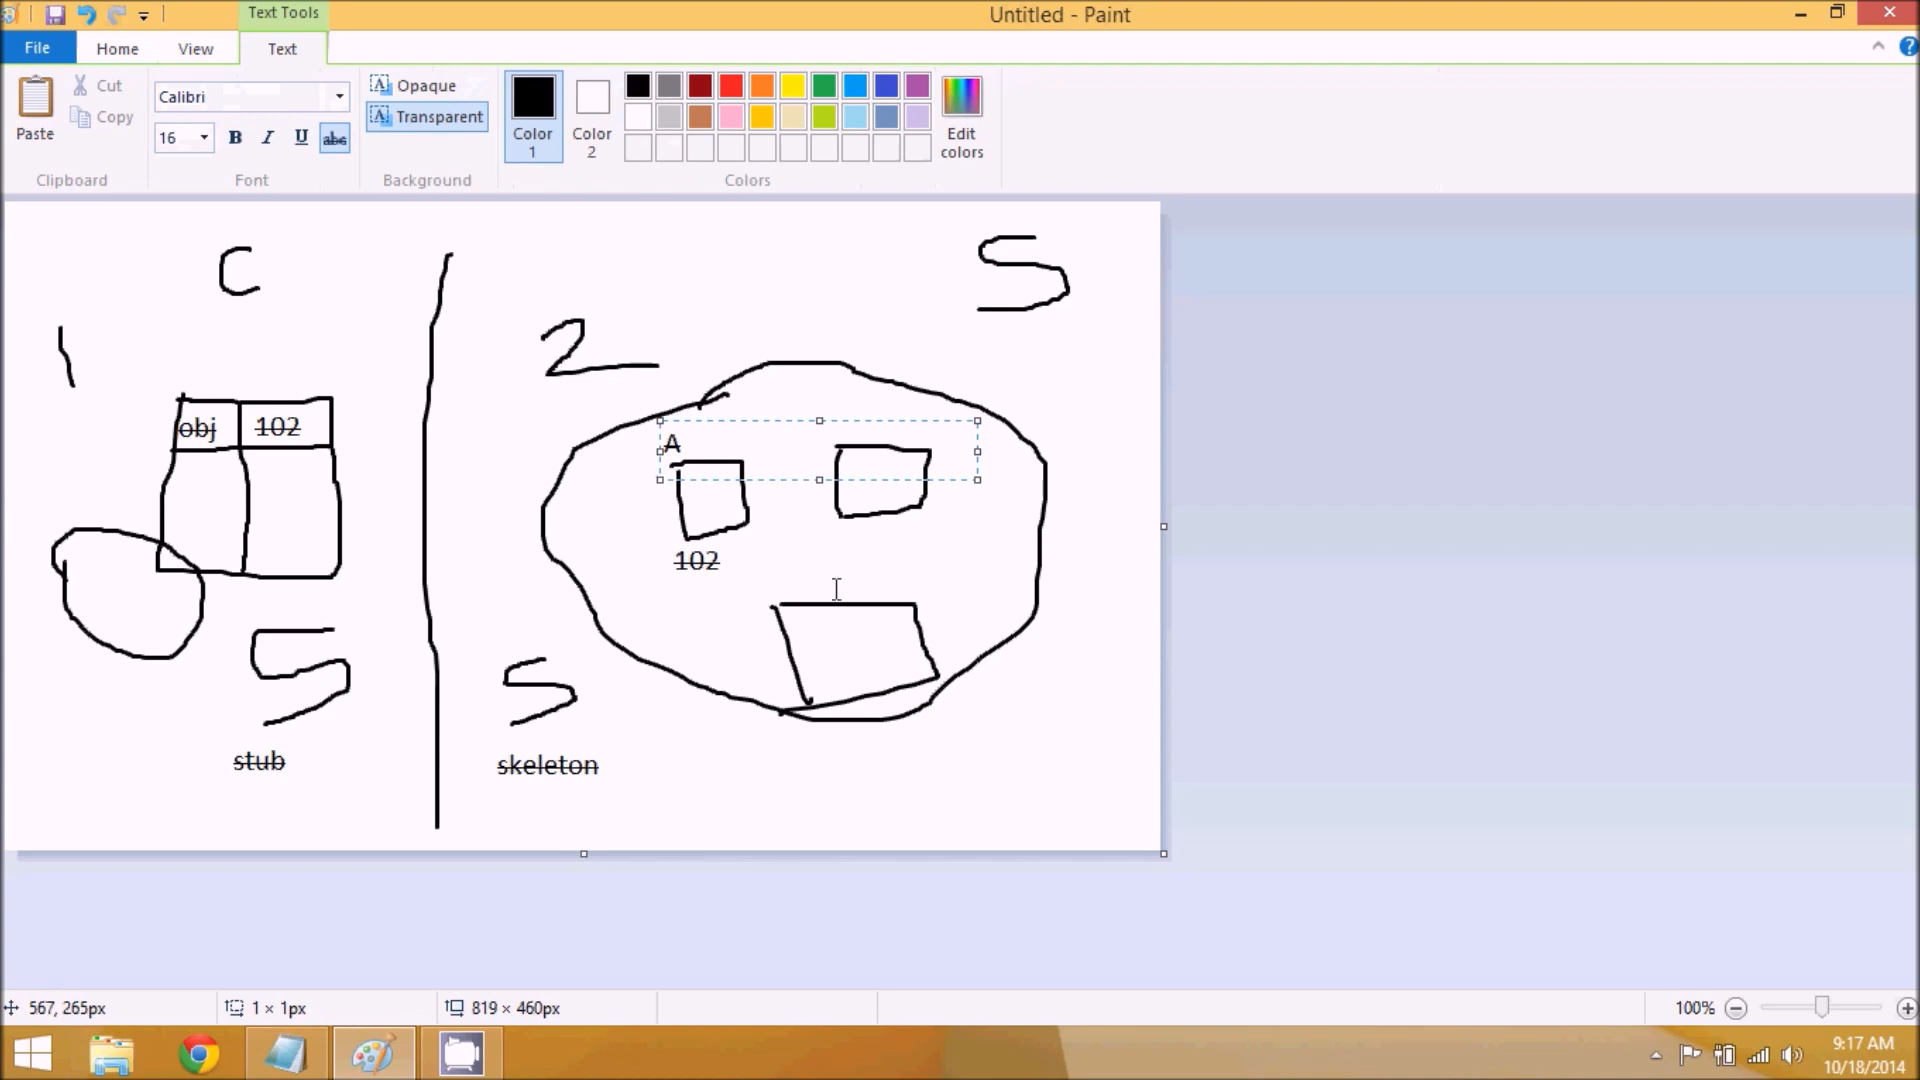 Text Tools
Untitled - Paint
File
Home
View
Text
Paste
Cut
Copy
Clipboard
Calibri
16
B I U abc
Font
Opaque
Transparent
Background
Color
1
Color
2
Edit
colors
Colors
C
S
1
2
obj
102
A
102
S
S
stub
skeleton
567, 265px
1 × 1px
819 × 460px
100%
9:17 AM
10/18/2014